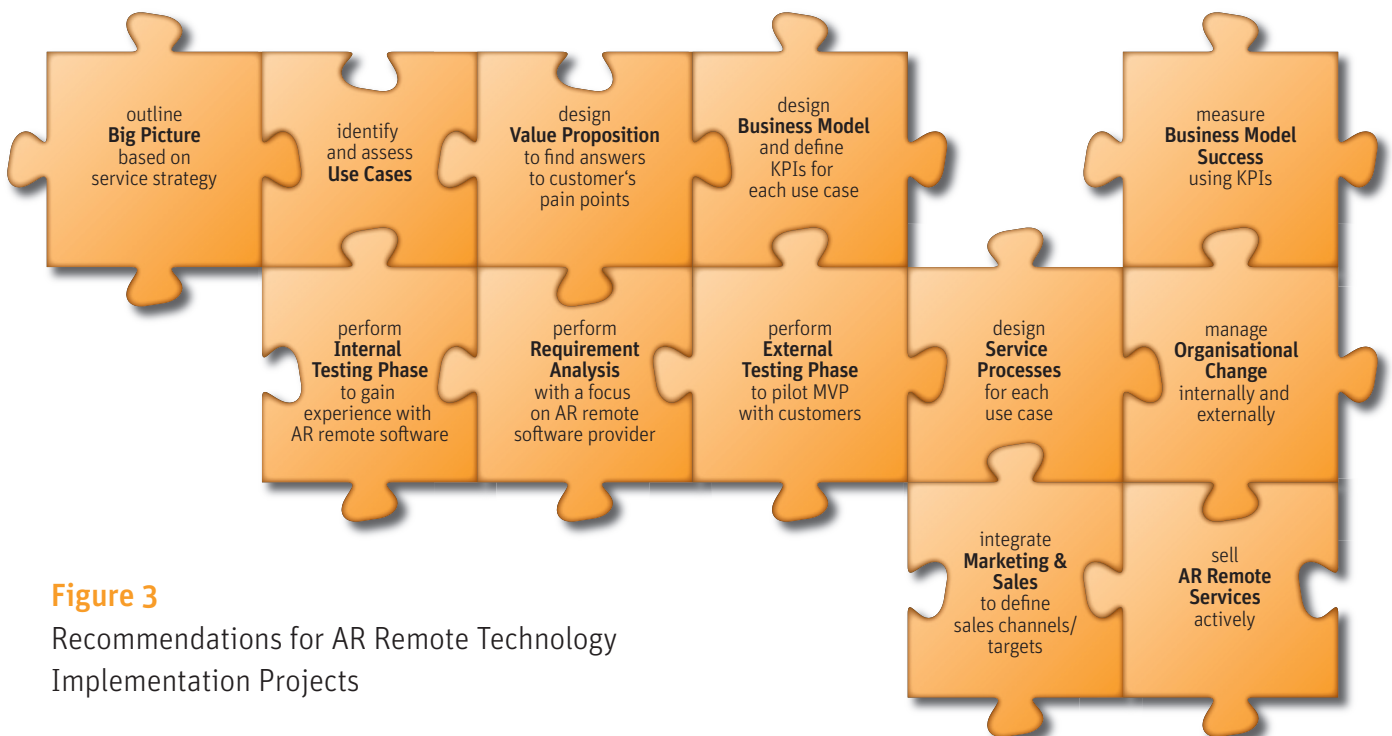 outline
Big Picture
based on
service strategy
identify
and assess
Use Cases
design
Value Proposition
to find answers
to customer‘s
pain points
design
Business Model
and define
KPIs for
each use case
measure
Business Model
Success
using KPIs
perform
Internal
Testing Phase
to gain
experience with
AR remote software
perform
Requirement
Analysis
with a focus
on AR remote
software provider
perform
External
Testing Phase
to pilot MVP
with customers
design
Service
Processes
for each
use case
manage
Organisational
Change
internally and
externally
integrate
Marketing &
Sales
to define
sales channels/
targets
sell
AR Remote
Services
actively
Figure 3
Recommendations for AR Remote Technology
Implementation Projects